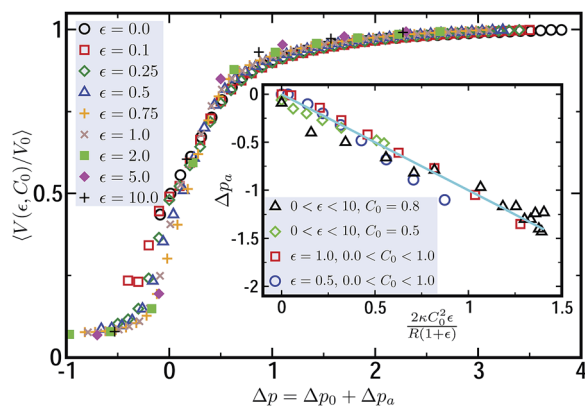 1
0.5
0
⟨V(ϵ, C₀)/V₀⟩
ϵ = 0.0
ϵ = 0.1
ϵ = 0.25
ϵ = 0.5
ϵ = 0.75
ϵ = 1.0
ϵ = 2.0
ϵ = 5.0
ϵ = 10.0
0
-0.5
-1
-1.5
-2
Δpₐ
0 < ϵ < 10, C₀ = 0.8
0 < ϵ < 10, C₀ = 0.5
ϵ = 1.0, 0.0 < C₀ < 1.0
ϵ = 0.5, 0.0 < C₀ < 1.0
0 0.5 1 1.5
2κC₀²ϵ
R(1+ϵ)
-1 0 1 2 3 4
Δp = Δp₀ + Δpₐ